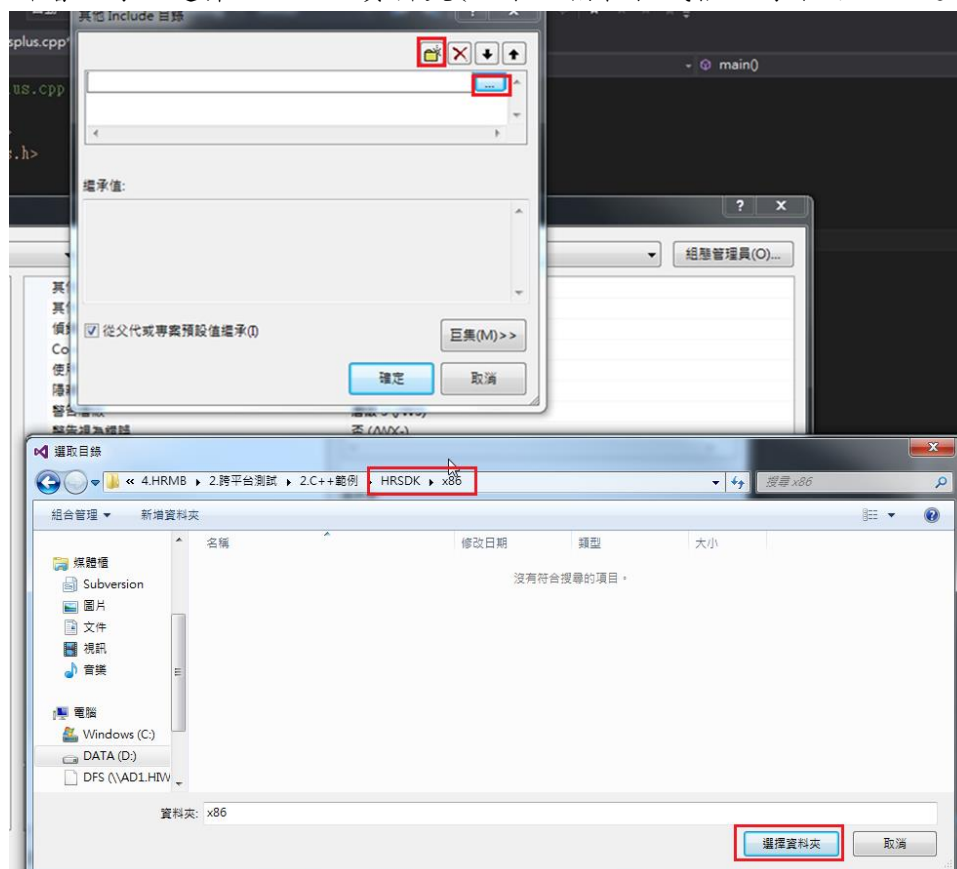 其他 Include 目錄
splus.cpp
main()
us.cpp
.h>
...
繼承值:
組態管理員(O)...
從父代或專案預設值繼承(I)
巨集(M)>>
確定
取消
Co
否 (/WX-)
選取目錄
« 4.HRMB ▸ 2.跨平台測試 ▸ 2.C++範例 ▸ HRSDK ▸ x86
搜尋 x86
組合管理 ▾ 新增資料夾
名稱 修改日期 類型 大小
沒有符合搜尋的項目。
媒體櫃
Subversion
圖片
文件
視訊
音樂
電腦
Windows (C:)
DATA (D:)
DFS (\\AD1.HIW
資料夾: x86
選擇資料夾 取消